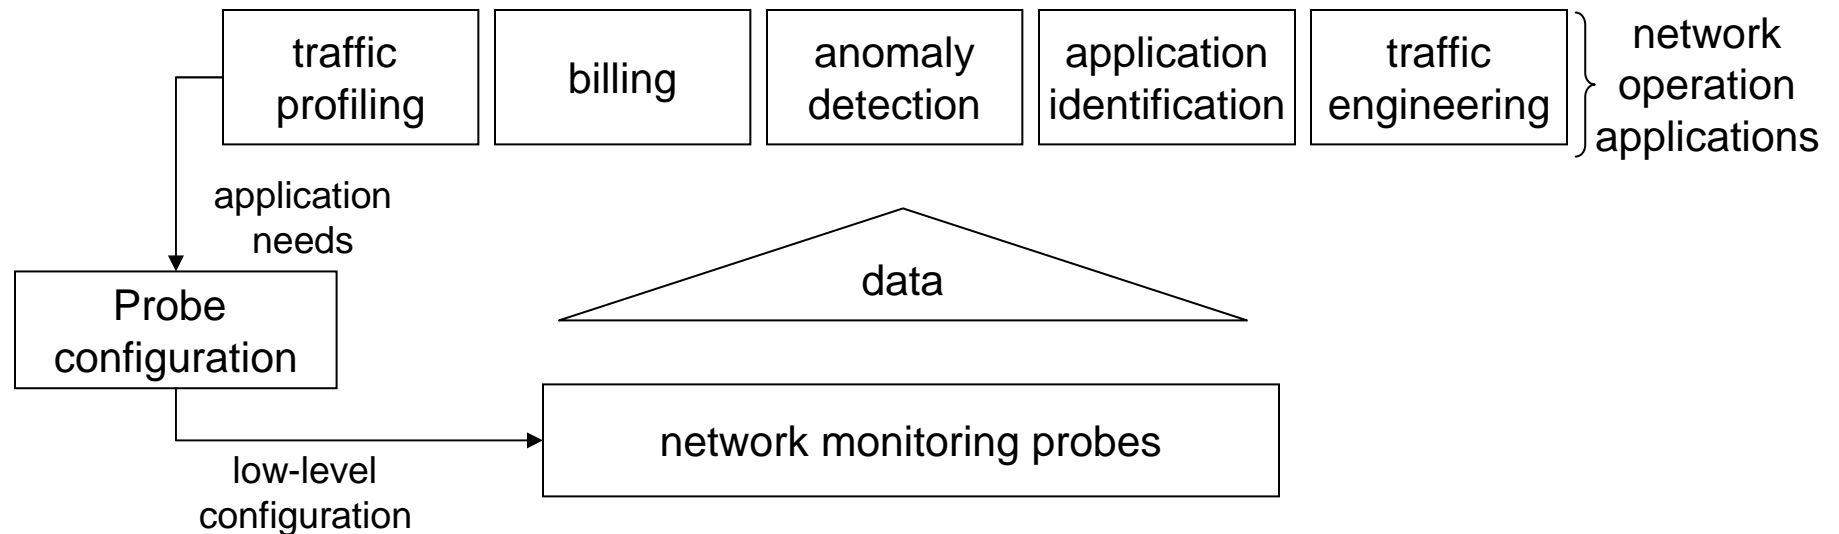 traffic
profiling
billing
anomaly
detection
application
identification
traffic
engineering
network
operation
applications
application
needs
Probe
configuration
data
network monitoring probes
low-level
configuration